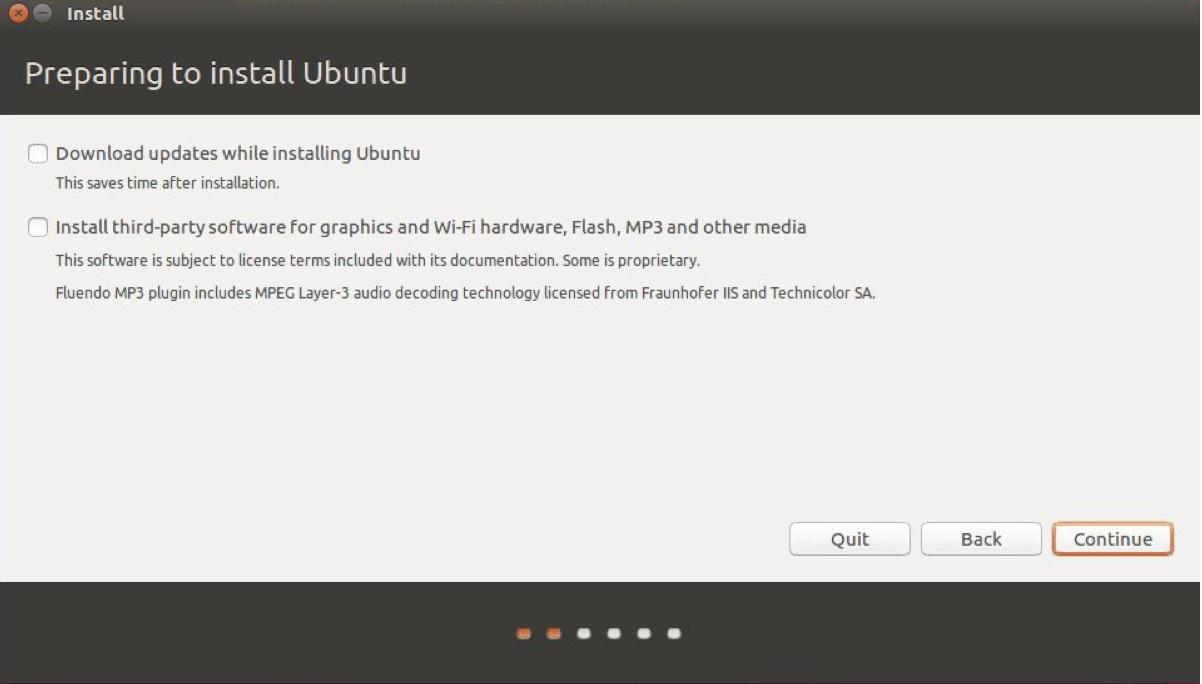 Install
Preparing to install Ubuntu
Download updates while installing Ubuntu
This saves time after installation.
Install third-party software for graphics and Wi-Fi hardware, Flash, MP3 and other media
This software is subject to license terms included with its documentation. Some is proprietary.
Fluendo MP3 plugin includes MPEG Layer-3 audio decoding technology licensed from Fraunhofer IIS and Technicolor SA.
Quit
Back
Continue